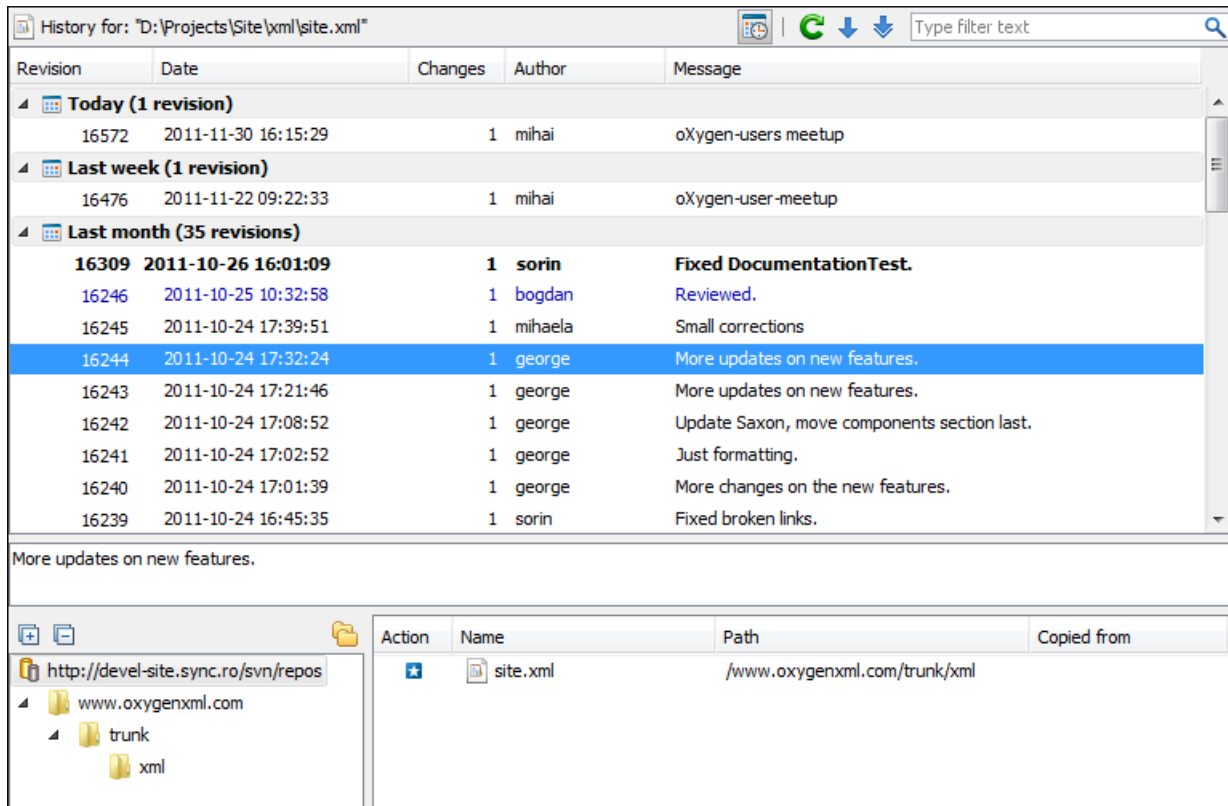 History for: "D:\Projects\Site\xml\site.xml" Type filter text
Revision Date Changes Author Message
Today (1 revision)
16572 2011-11-30 16:15:29 1 mihai oXygen-users meetup
Last week (1 revision)
16476 2011-11-22 09:22:33 1 mihai oXygen-user-meetup
Last month (35 revisions)
16309 2011-10-26 16:01:09 1 sorin Fixed DocumentationTest.
16246 2011-10-25 10:32:58 1 bogdan Reviewed.
16245 2011-10-24 17:39:51 1 mihaela Small corrections
16244 2011-10-24 17:32:24 1 george More updates on new features.
16243 2011-10-24 17:21:46 1 george More updates on new features.
16242 2011-10-24 17:08:52 1 george Update Saxon, move components section last.
16241 2011-10-24 17:02:52 1 george Just formatting.
16240 2011-10-24 17:01:39 1 george More changes on the new features.
16239 2011-10-24 16:45:35 1 sorin Fixed broken links.
More updates on new features.
http://devel-site.sync.ro/svn/repos
www.oxygenxml.com
trunk
xml
Action Name Path Copied from
site.xml /www.oxygenxml.com/trunk/xml